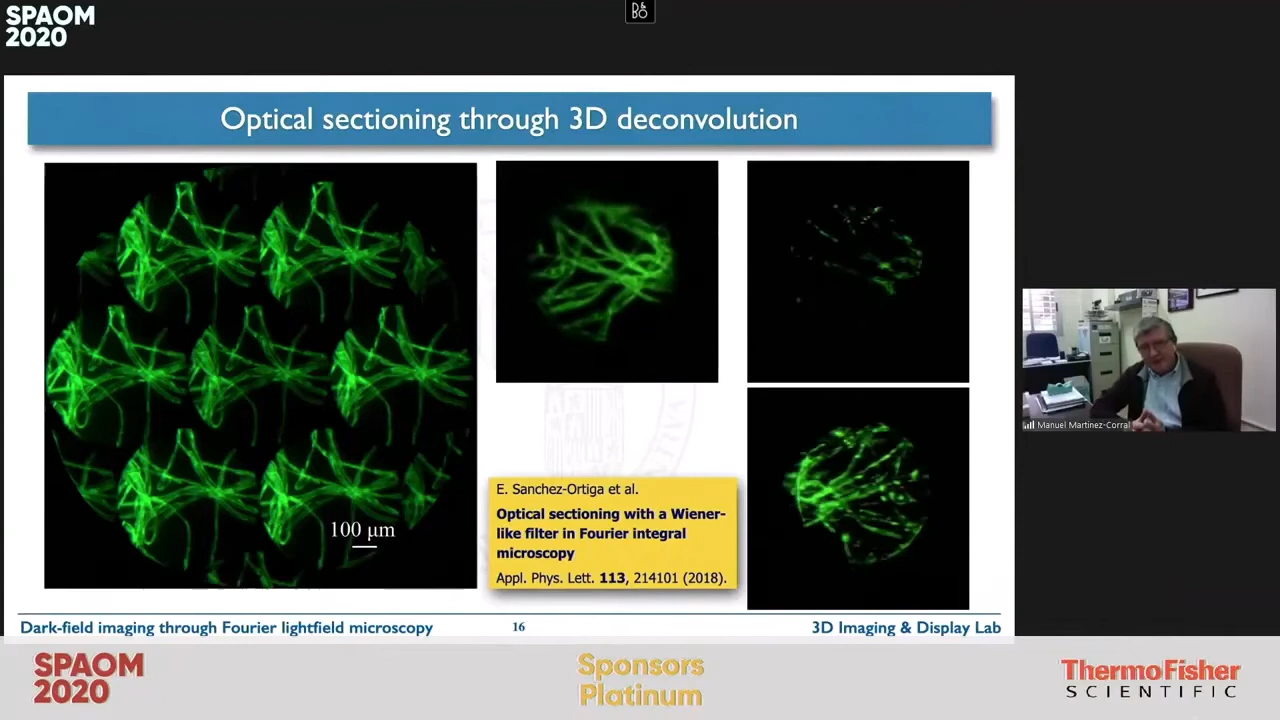 SPAOM
2020
B&
BO
Optical sectioning through 3D deconvolution
100 μm
E. Sanchez-Ortiga et al.
Optical sectioning with a Wiener-
like filter in Fourier integral
microscopy
Appl. Phys. Lett. 113, 214101 (2018).
Manuel Martinez-Corral
Dark-field imaging through Fourier lightfield microscopy
16
3D Imaging & Display Lab
SPAOM
2020
Sponsors
Platinum
ThermoFisher
SCIENTIFIC